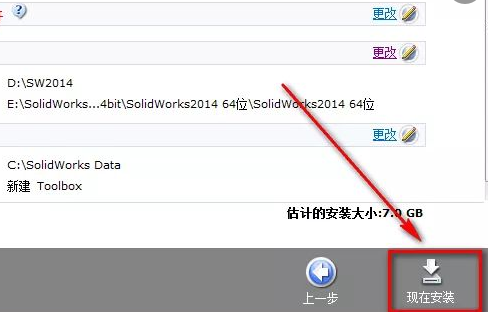 更改
更改
D:\SW2014
E:\SolidWorks...4bit\SolidWorks2014 64位\SolidWorks2014 64位
更改
C:\SolidWorks Data
新建 Toolbox
估计的安装大小:7.0 GB
上一步
现在安装